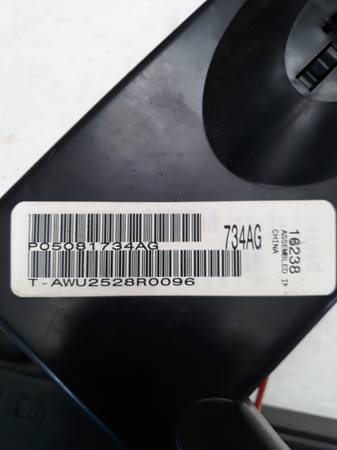 P05081734AG
734AG
T-AWU2528R0096
16238
ASSEMBLED IN
CHINA